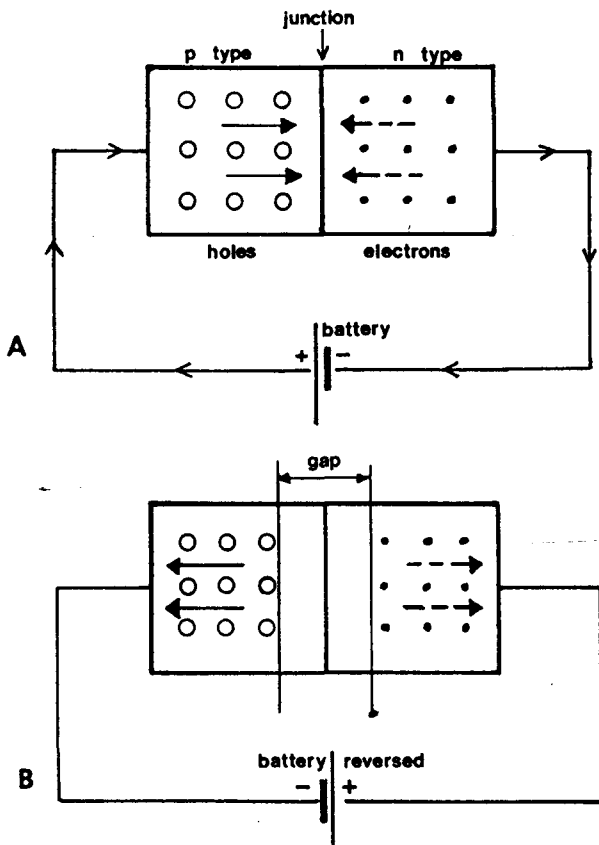 junction
p type n type
holes electrons
A
battery
+ -
gap
battery reversed
- +
B